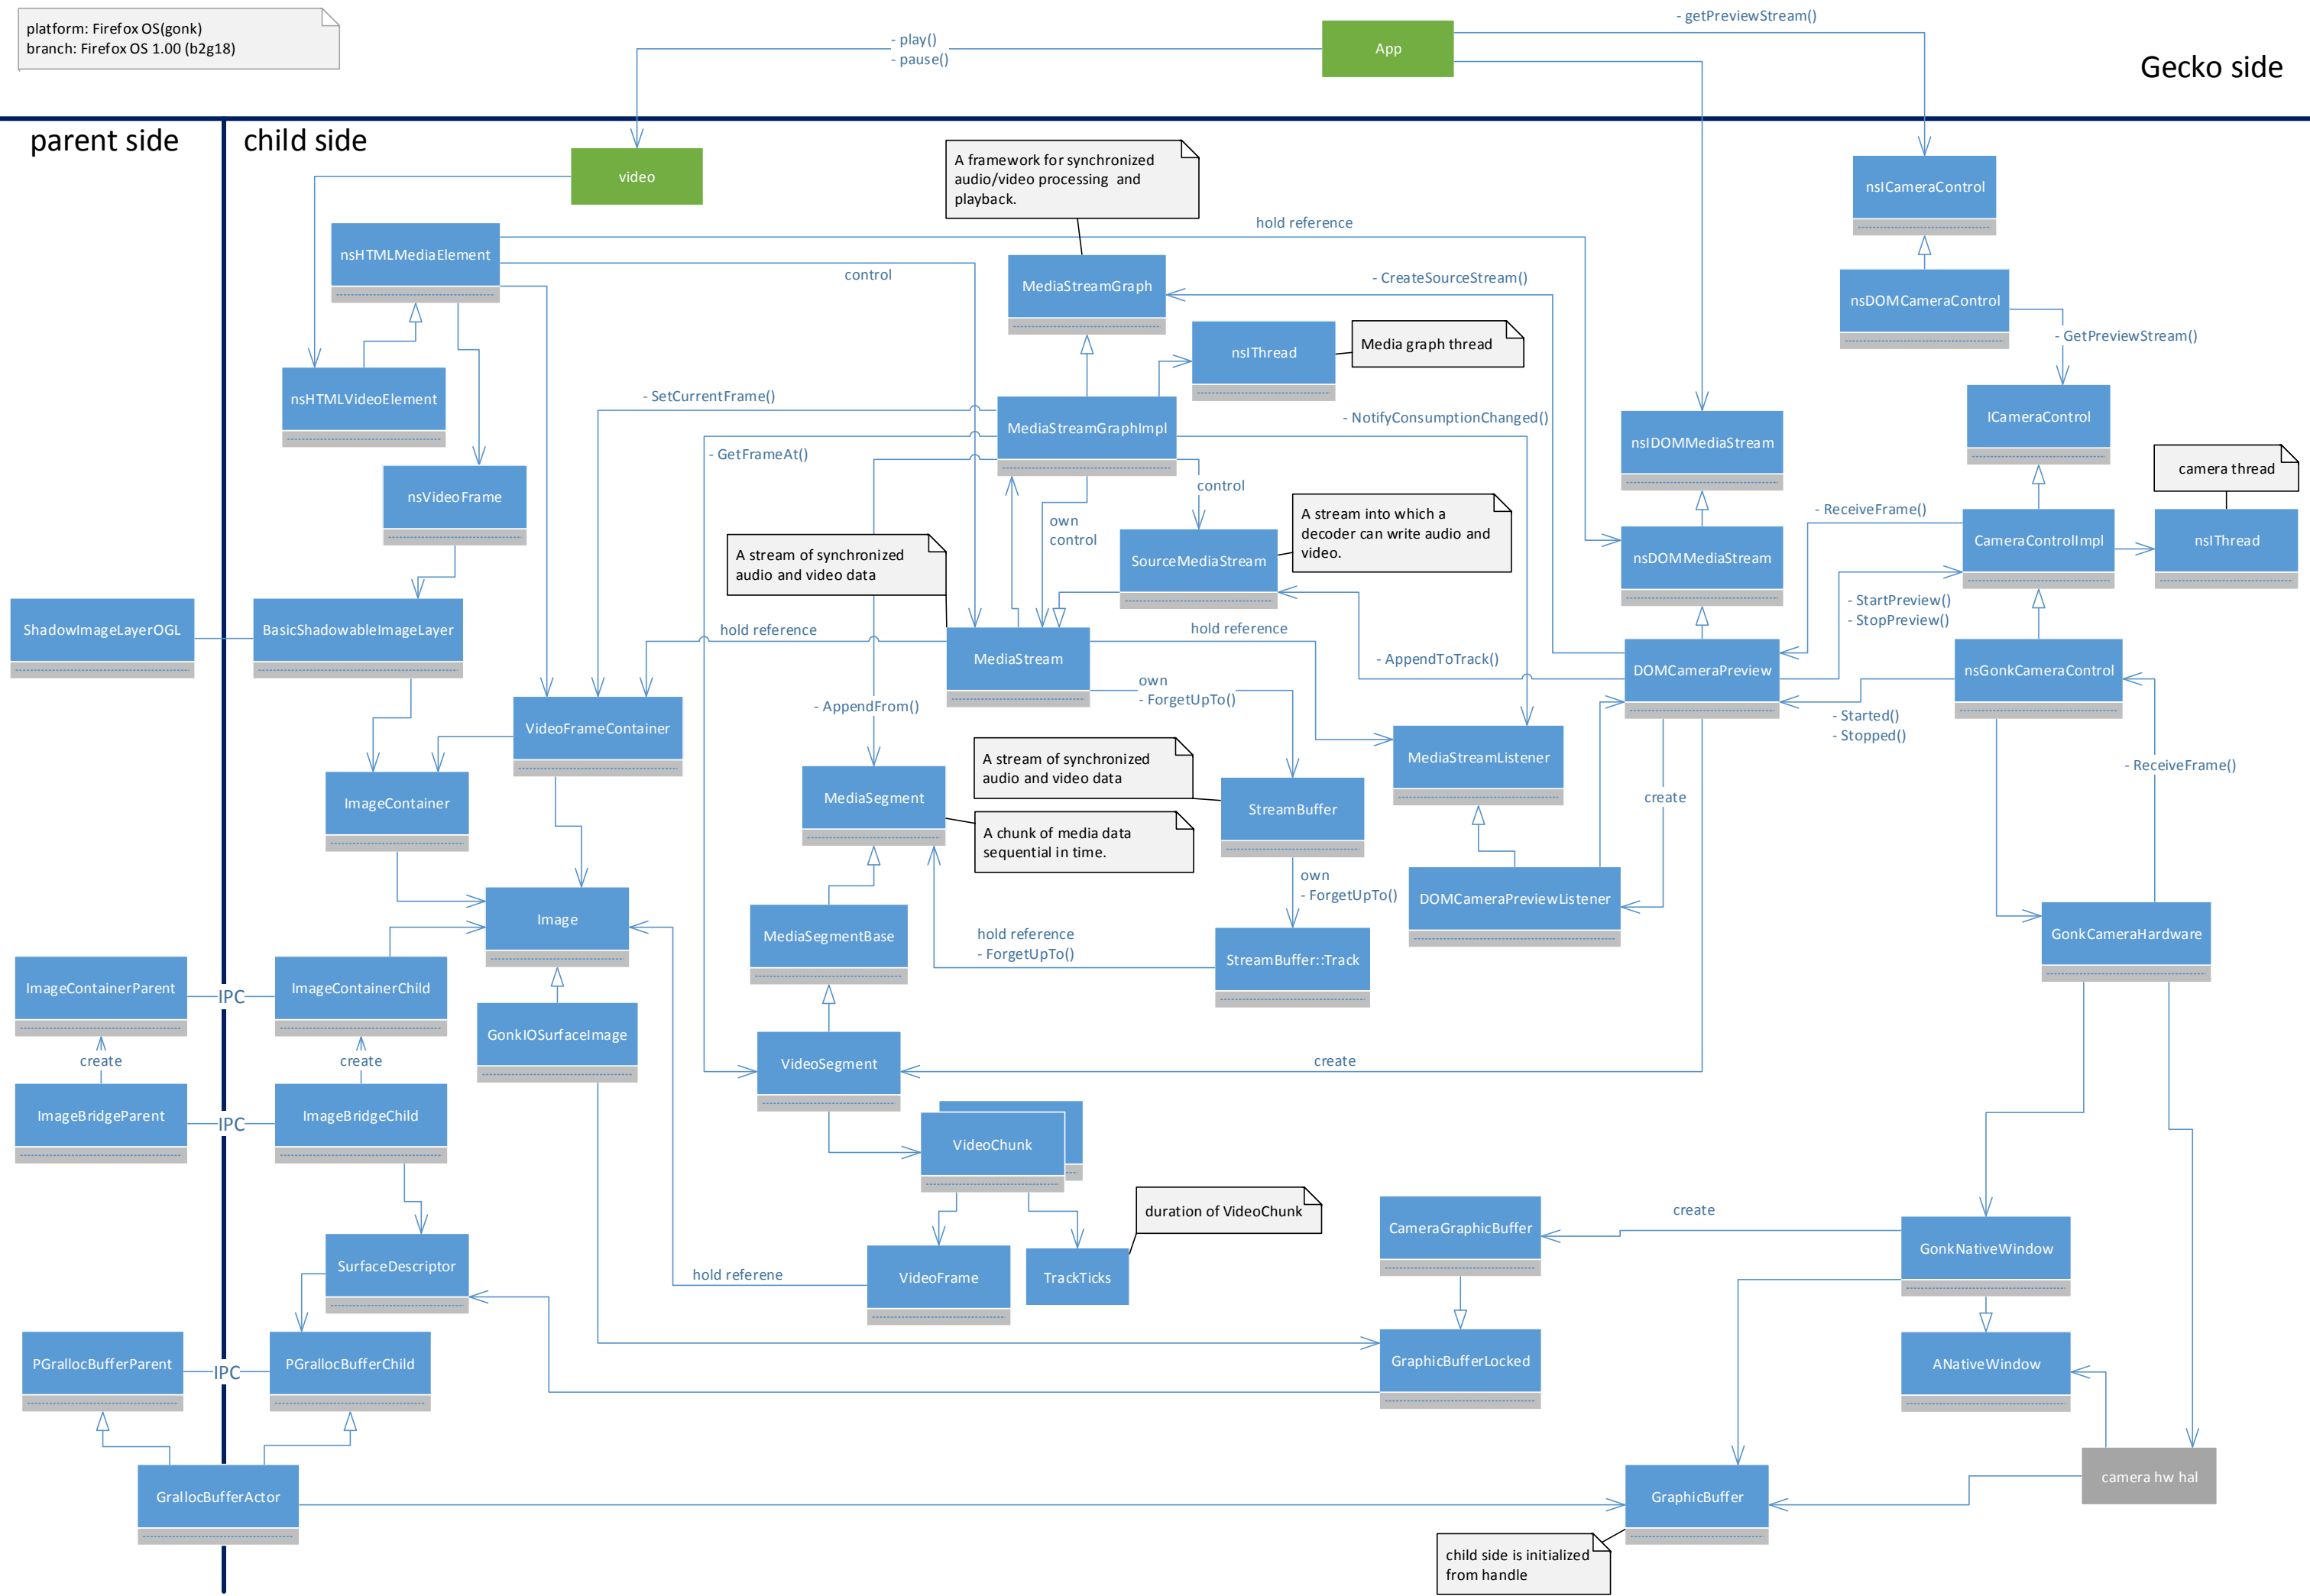 platform: Firefox OS(gonk)
branch: Firefox OS 1.00 (b2g18)
- play()
- pause()
App
- getPreviewStream()
Gecko side
parent side
child side
video
A framework for synchronized
audio/video processing and
playback.
nsICameraControl
nsHTMLMediaElement
hold reference
control
MediaStreamGraph
- CreateSourceStream()
nsDOMCameraControl
- GetPreviewStream()
nsIThread
Media graph thread
nsHTMLVideoElement
- SetCurrentFrame()
MediaStreamGraphImpl
- NotifyConsumptionChanged()
nsIDOMMediaStream
ICameraControl
- GetFrameAt()
camera thread
nsVideoFrame
control
own
control
A stream into which a
decoder can write audio and
video.
- ReceiveFrame()
A stream of synchronized
audio and video data
SourceMediaStream
nsDOMMediaStream
CameraControlImpl
nsIThread
- StartPreview()
- StopPreview()
ShadowImageLayerOGL
BasicShadowableImageLayer
hold reference
MediaStream
hold reference
- AppendToTrack()
DOMCameraPreview
nsGonkCameraControl
own
- ForgetUpTo()
- AppendFrom()
- Started()
- Stopped()
VideoFrameContainer
A stream of synchronized
audio and video data
MediaStreamListener
- ReceiveFrame()
ImageContainer
MediaSegment
StreamBuffer
create
A chunk of media data
sequential in time.
own
- ForgetUpTo()
DOMCameraPreviewListener
Image
MediaSegmentBase
hold reference
- ForgetUpTo()
StreamBuffer::Track
GonkCameraHardware
ImageContainerParent
IPC
ImageContainerChild
GonkIOSurfaceImage
create
create
VideoSegment
create
ImageBridgeParent
IPC
ImageBridgeChild
VideoChunk
duration of VideoChunk
CameraGraphicBuffer
create
GonkNativeWindow
SurfaceDescriptor
hold referene
VideoFrame
TrackTicks
PGrallocBufferParent
IPC
PGrallocBufferChild
GraphicBufferLocked
ANativeWindow
camera hw hal
GrallocBufferActor
GraphicBuffer
child side is initialized
from handle